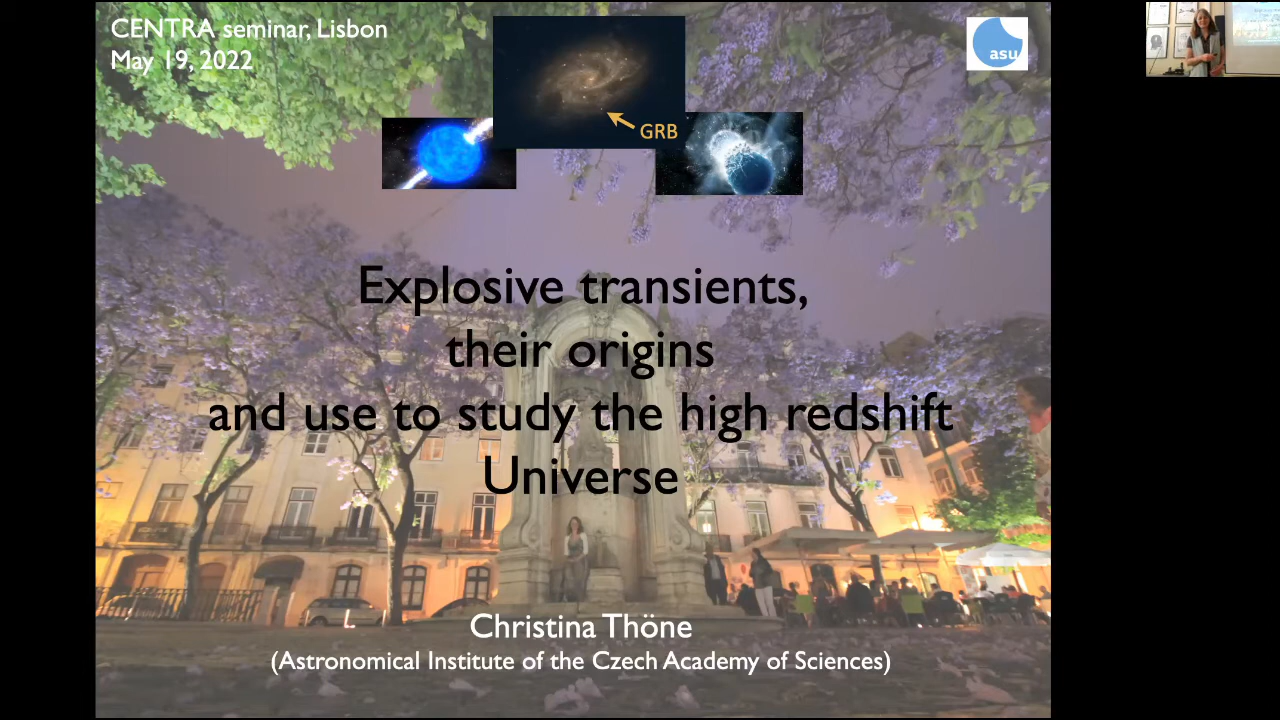 CENTRA seminar, Lisbon
May 19, 2022
asu
GRB
Explosive transients,
their origins
and use to study the high redshift
Universe
Christina Thöne
(Astronomical Institute of the Czech Academy of Sciences)